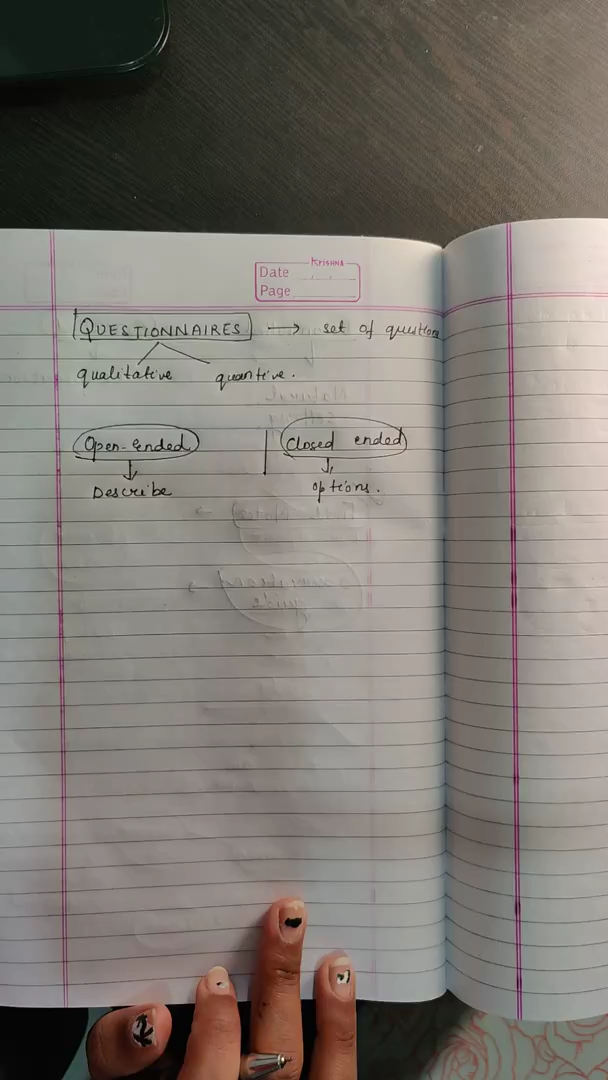 KRISHNA
Date
Page
QUESTIONNAIRES → set of questions
qualitative quantive.
Open-Ended | Closed ended
↓ ↓
Describe options.